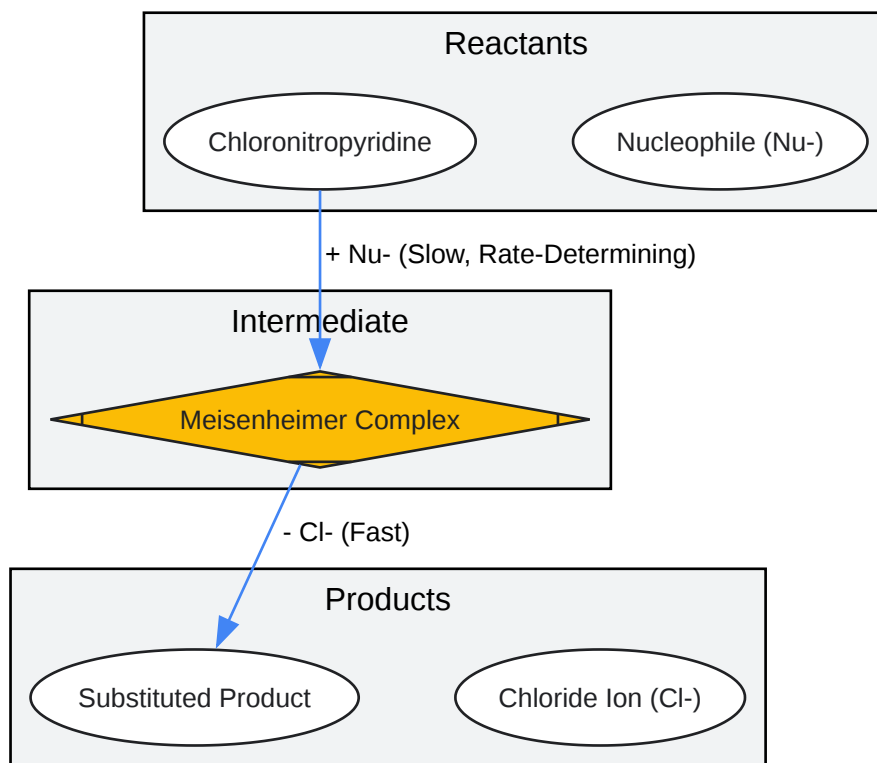 Reactants
Chloronitropyridine
Nucleophile (Nu-)
+ Nu- (Slow, Rate-Determining)
Intermediate
Meisenheimer Complex
- Cl- (Fast)
Products
Substituted Product
Chloride Ion (Cl-)